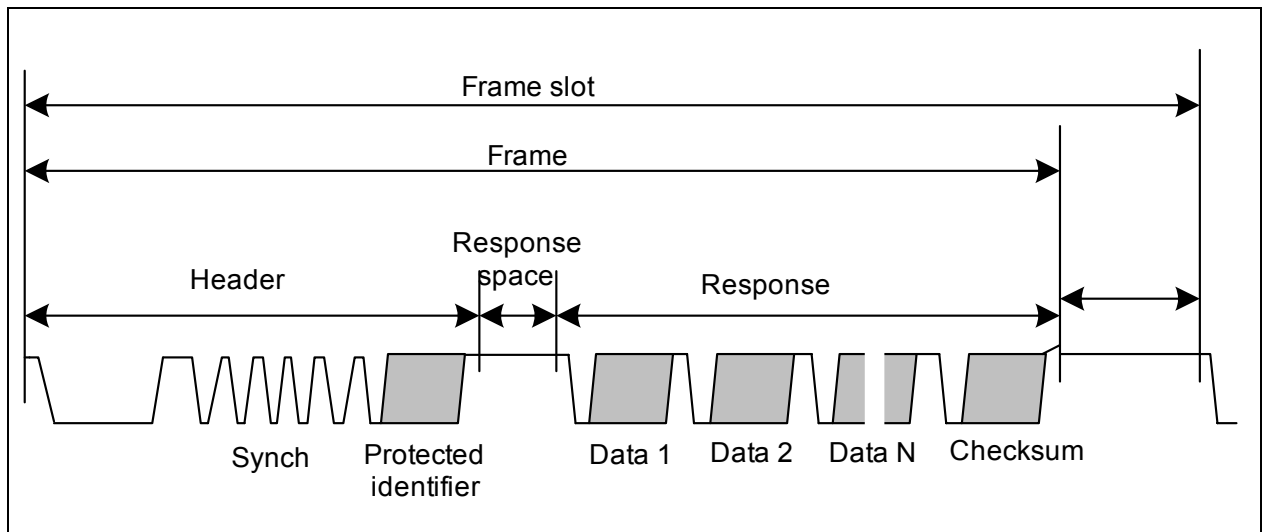 Frame slot
Frame
Response
space
Header
Response
Synch
Protected
identifier
Data 1
Data 2
Data N
Checksum